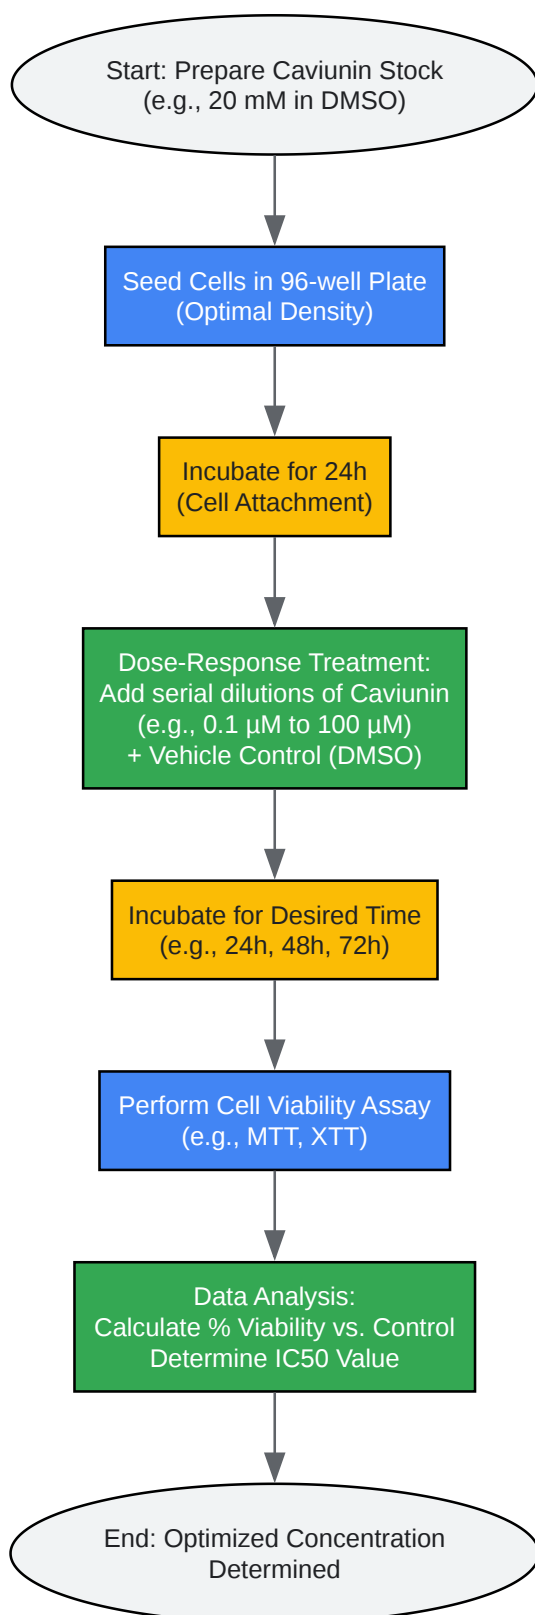 Start: Prepare Caviunin Stock
(e.g., 20 mM in DMSO)
Seed Cells in 96-well Plate
(Optimal Density)
Incubate for 24h
(Cell Attachment)
Dose-Response Treatment:
Add serial dilutions of Caviunin
(e.g., 0.1 µM to 100 µM)
+ Vehicle Control (DMSO)
Incubate for Desired Time
(e.g., 24h, 48h, 72h)
Perform Cell Viability Assay
(e.g., MTT, XTT)
Data Analysis:
Calculate % Viability vs. Control
Determine IC50 Value
End: Optimized Concentration
Determined